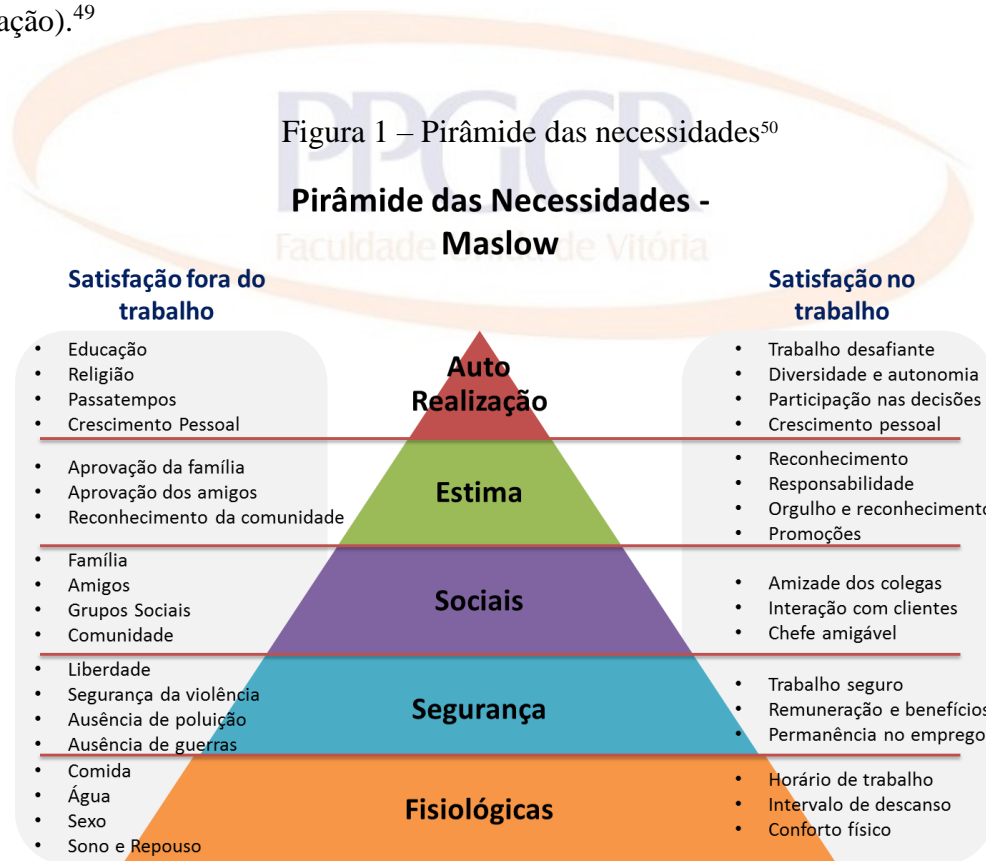 ação).49
PPGCR
Figura 1 – Pirâmide das necessidades50
Pirâmide das Necessidades -
Maslow
Faculdade Unida de Vitória
Satisfação fora do
trabalho
• Educação
• Religião
• Passatempos
• Crescimento Pessoal
• Aprovação da família
• Aprovação dos amigos
• Reconhecimento da comunidade
• Família
• Amigos
• Grupos Sociais
• Comunidade
• Liberdade
• Segurança da violência
• Ausência de poluição
• Ausência de guerras
• Comida
• Água
• Sexo
• Sono e Repouso
Auto
Realização
Estima
Sociais
Segurança
Fisiológicas
Satisfação no
trabalho
• Trabalho desafiante
• Diversidade e autonomia
• Participação nas decisões
• Crescimento pessoal
• Reconhecimento
• Responsabilidade
• Orgulho e reconhecimento
• Promoções
• Amizade dos colegas
• Interação com clientes
• Chefe amigável
• Trabalho seguro
• Remuneração e benefícios
• Permanência no emprego
• Horário de trabalho
• Intervalo de descanso
• Conforto físico